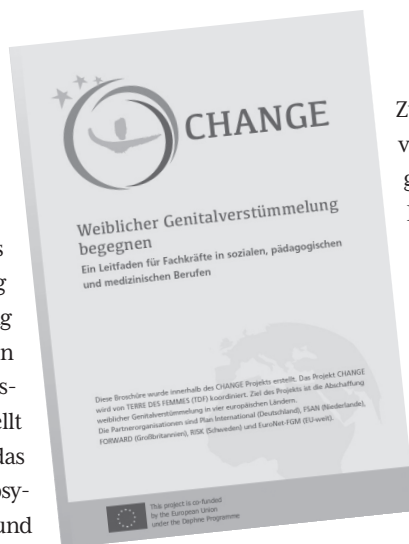 CHANGE
Weiblicher Genitalverstümmelung
begegnen
Ein Leitfaden für Fachkräfte in sozialen, pädagogischen
und medizinischen Berufen
Diese Broschüre wurde innerhalb des CHANGE Projekts erstellt. Das Projekt CHANGE
wird von TERRE DES FEMMES (TDF) koordiniert. Ziel des Projekts ist die Abschaffung
weiblicher Genitalverstümmelung in vier europäischen Ländern.
Die Partnerorganisationen sind Plan International (Deutschland), FSAN (Niederlande),
FORWARD (Großbritannien), RISK (Schweden) und EuroNet-FGM (EU-weit).
This project is co-funded
by the European Union
under the Daphne Programme
s
g
g
n
s-
ellt
das
sy-
und